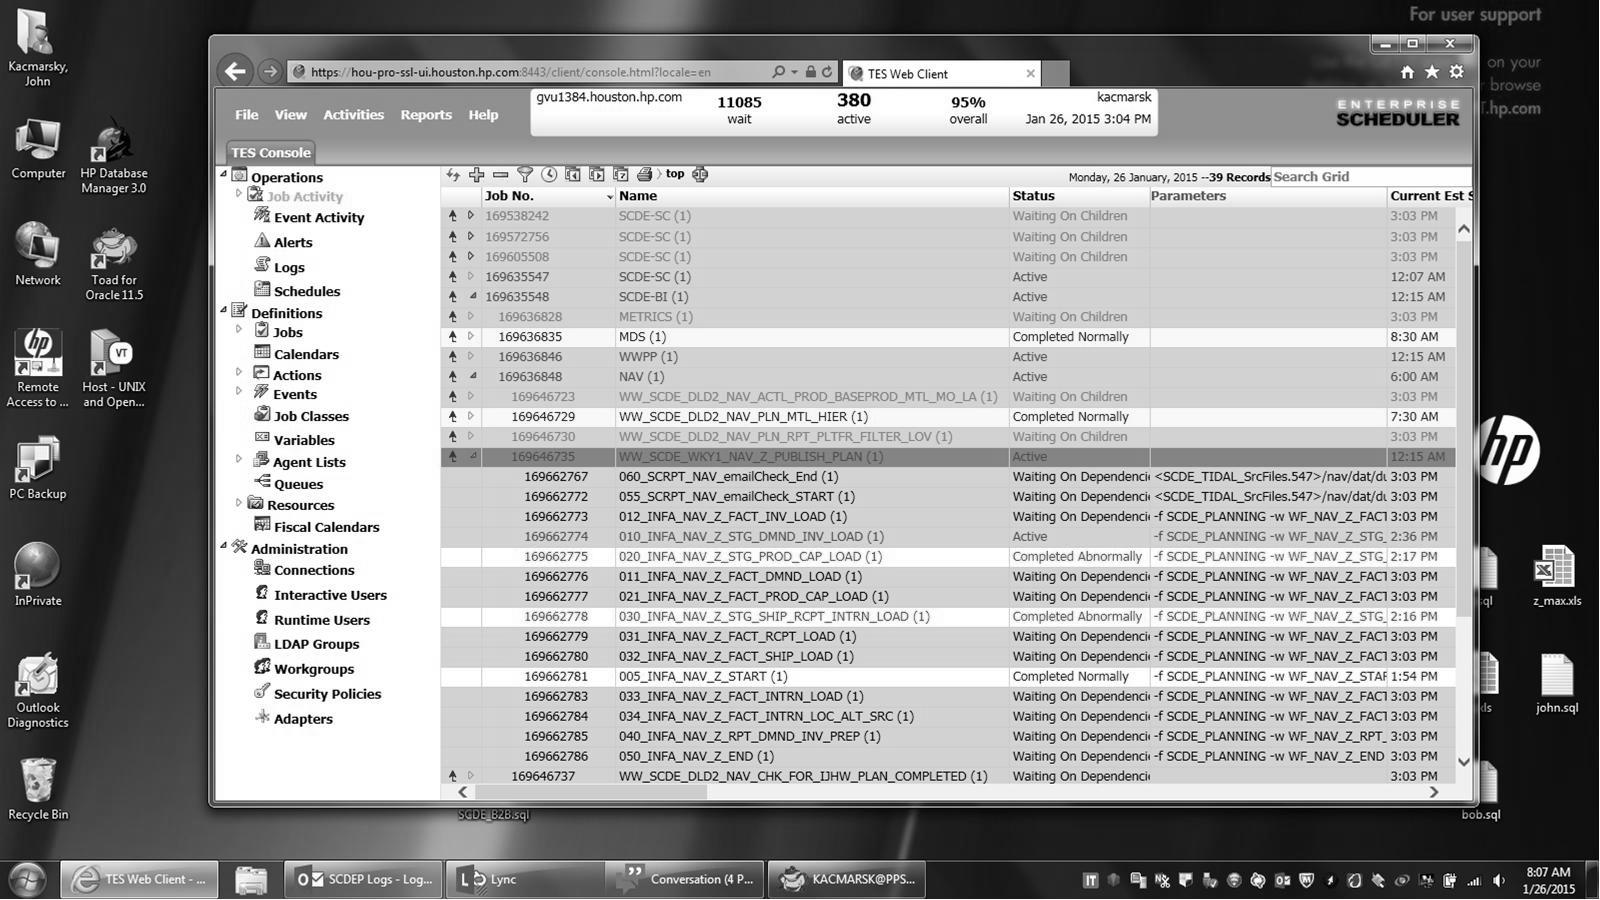 For user support
on your
or browse
T.hp.com
Kacmarsky,
John
Computer
HP Database
Manager 3.0
Network
Toad for
Oracle 11.5
Remote
Access to ...
Host - UNIX
and Open...
PC Backup
InPrivate
Outlook
Diagnostics
Recycle Bin
https://hou-pro-ssl-ui.houston.hp.com:8443/client/console.html?locale=en
TES Web Client
File View Activities Reports Help
gvu1384.houston.hp.com
11085
wait
380
active
95%
overall
kacmarsk
Jan 26, 2015 3:04 PM
ENTERPRISE
SCHEDULER
TES Console
Operations
Job Activity
Event Activity
Alerts
Logs
Schedules
Definitions
Jobs
Calendars
Actions
Events
Job Classes
Variables
Agent Lists
Queues
Resources
Fiscal Calendars
Administration
Connections
Interactive Users
Runtime Users
LDAP Groups
Workgroups
Security Policies
Adapters
top
Monday, 26 January, 2015 --39 Records
Search Grid
Job No. Name Status Parameters Current Est S
169538242 SCDE-SC (1) Waiting On Children 3:03 PM
169572756 SCDE-SC (1) Waiting On Children 3:03 PM
169605508 SCDE-SC (1) Waiting On Children 3:03 PM
169635547 SCDE-SC (1) Active 12:07 AM
169635548 SCDE-BI (1) Active 12:15 AM
169636828 METRICS (1) Waiting On Children 3:03 PM
169636835 MDS (1) Completed Normally 8:30 AM
169636846 WWPP (1) Active 12:15 AM
169636848 NAV (1) Active 6:00 AM
169646723 WW_SCDE_DLD2_NAV_ACTL_PROD_BASEPROD_MTL_MO_LA (1) Waiting On Children 3:03 PM
169646729 WW_SCDE_DLD2_NAV_PLN_MTL_HIER (1) Completed Normally 7:30 AM
169646730 WW_SCDE_DLD2_NAV_PLN_RPT_PLTFR_FILTER_LOV (1) Waiting On Children 3:03 PM
169646735 WW_SCDE_WKY1_NAV_Z_PUBLISH_PLAN (1) Active 12:15 AM
169662767 060_SCRPT_NAV_emailCheck_End (1) Waiting On Dependencie <SCDE_TIDAL_SrcFiles.547>/nav/dat/du 3:03 PM
169662772 055_SCRPT_NAV_emailCheck_START (1) Waiting On Dependencie <SCDE_TIDAL_SrcFiles.547>/nav/dat/du 3:03 PM
169662773 012_INFA_NAV_Z_FACT_INV_LOAD (1) Waiting On Dependencie -f SCDE_PLANNING -w WF_NAV_Z_FACT 3:03 PM
169662774 010_INFA_NAV_Z_STG_DMND_INV_LOAD (1) Active -f SCDE_PLANNING -w WF_NAV_Z_STG_ 2:36 PM
169662775 020_INFA_NAV_Z_STG_PROD_CAP_LOAD (1) Completed Abnormally -f SCDE_PLANNING -w WF_NAV_Z_STG_ 2:17 PM
169662776 011_INFA_NAV_Z_FACT_DMND_LOAD (1) Waiting On Dependencie -f SCDE_PLANNING -w WF_NAV_Z_FACT 3:03 PM
169662777 021_INFA_NAV_Z_FACT_PROD_CAP_LOAD (1) Waiting On Dependencie -f SCDE_PLANNING -w WF_NAV_Z_FACT 3:03 PM
169662778 030_INFA_NAV_Z_STG_SHIP_RCPT_INTRN_LOAD (1) Completed Abnormally -f SCDE_PLANNING -w WF_NAV_Z_STG_ 2:16 PM
169662779 031_INFA_NAV_Z_FACT_RCPT_LOAD (1) Waiting On Dependencie -f SCDE_PLANNING -w WF_NAV_Z_FACT 3:03 PM
169662780 032_INFA_NAV_Z_FACT_SHIP_LOAD (1) Waiting On Dependencie -f SCDE_PLANNING -w WF_NAV_Z_FACT 3:03 PM
169662781 005_INFA_NAV_Z_START (1) Completed Normally -f SCDE_PLANNING -w WF_NAV_Z_STAF 1:54 PM
169662783 033_INFA_NAV_Z_FACT_INTRN_LOAD (1) Waiting On Dependencie -f SCDE_PLANNING -w WF_NAV_Z_FACT 3:03 PM
169662784 034_INFA_NAV_Z_FACT_INTRN_LOC_ALT_SRC (1) Waiting On Dependencie -f SCDE_PLANNING -w WF_NAV_Z_FACT 3:03 PM
169662785 040_INFA_NAV_Z_RPT_DMND_INV_PREP (1) Waiting On Dependencie -f SCDE_PLANNING -w WF_NAV_Z_RPT_ 3:03 PM
169662786 050_INFA_NAV_Z_END (1) Waiting On Dependencie -f SCDE_PLANNING -w WF_NAV_Z_END 3:03 PM
169646737 WW_SCDE_DLD2_NAV_CHK_FOR_IJHW_PLAN_COMPLETED (1) Waiting On Dependencie 3:03 PM
hp
sql
z_max.xls
xls
john.sql
SCDE_B2B.sql
bob.sql
TES Web Client - ...
SCDEP Logs - Log...
Lync
Conversation (4 P...
KACMARSK@PPS...
8:07 AM
1/26/2015